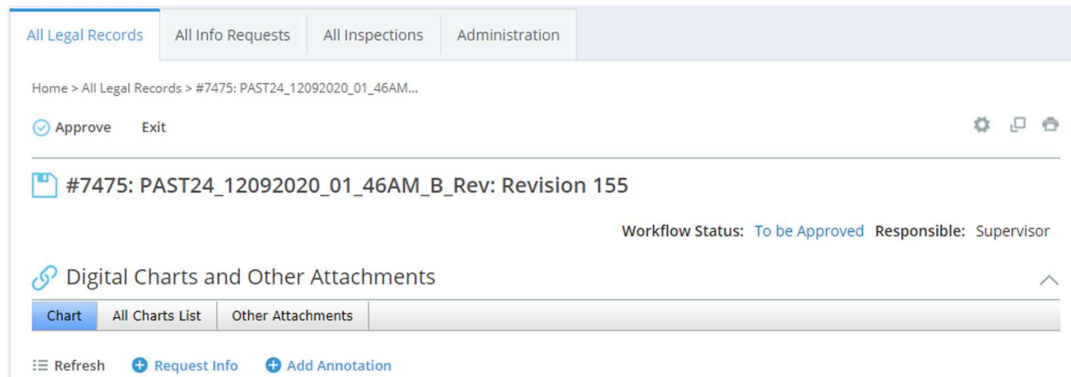 All Legal Records All Info Requests All Inspections Administration
Home > All Legal Records > #7475: PAST24_12092020_01_46AM...
Approve Exit
#7475: PAST24_12092020_01_46AM_B_Rev: Revision 155
Workflow Status: To be Approved Responsible: Supervisor
Digital Charts and Other Attachments
Chart All Charts List Other Attachments
Refresh Request Info Add Annotation